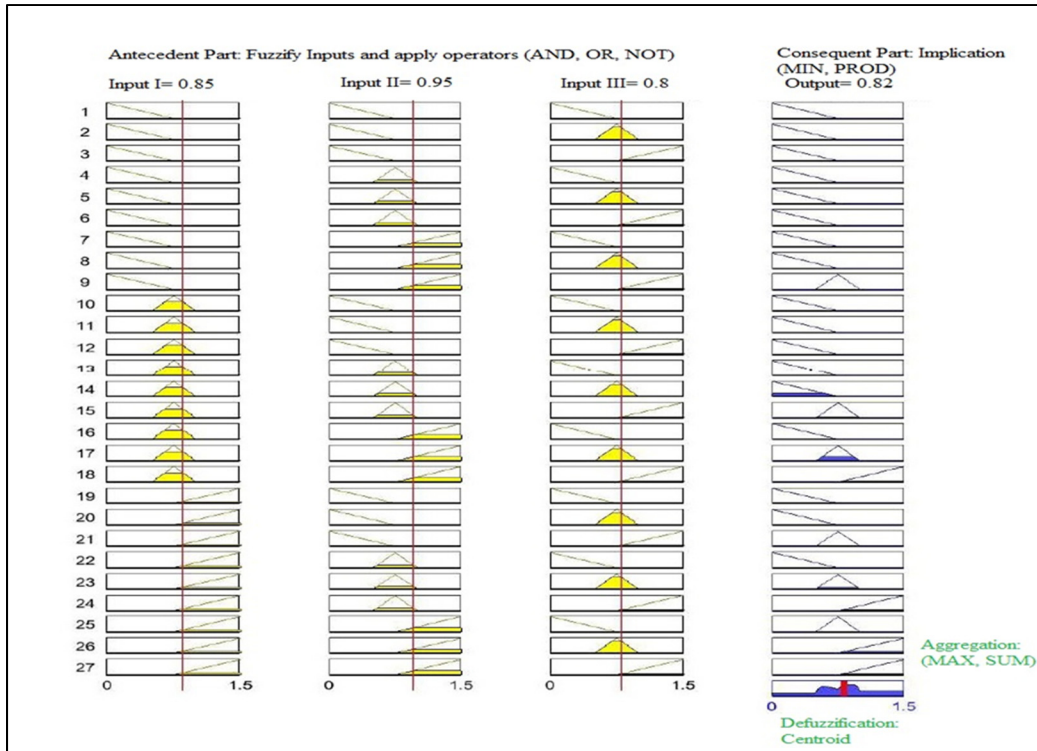 Antecedent Part: Fuzzify Inputs and apply operators (AND, OR, NOT)
Consequent Part: Implication
(MIN, PROD)
Input I= 0.85
Input II= 0.95
Input III= 0.8
Output= 0.82
1
2
3
4
5
6
7
8
9
10
11
12
13
14
15
16
17
18
19
20
21
22
23
24
25
26
27
Aggregation:
(MAX, SUM)
0 1.5
0 1.5
0 1.5
0 1.5
Defuzzification:
Centroid